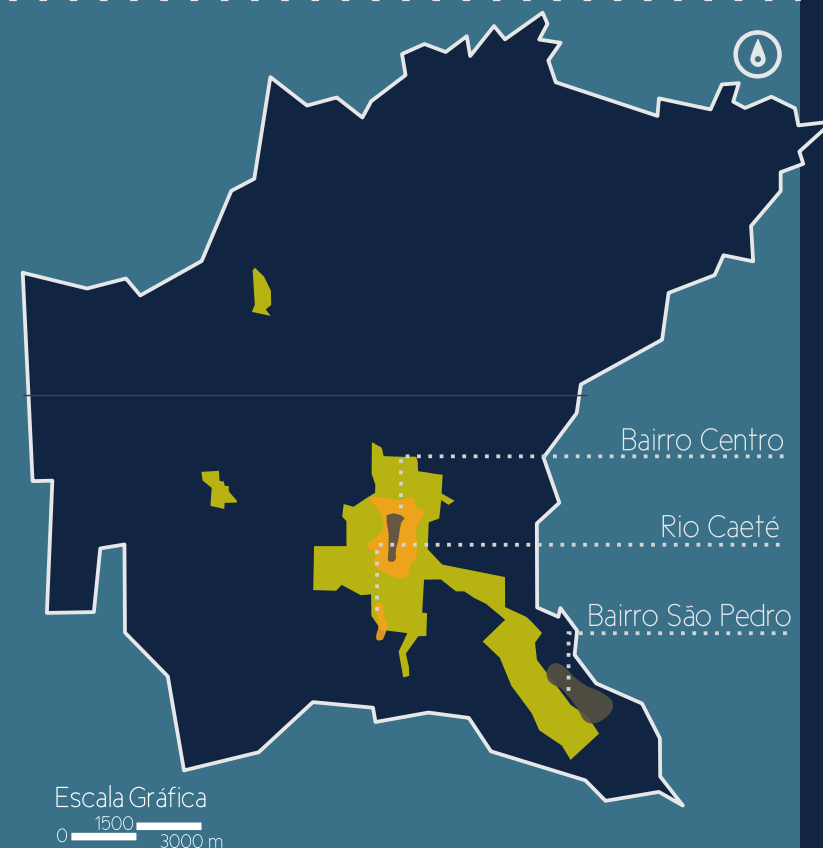 Bairro Centro
Rio Caeté
Bairro São Pedro
Escala Gráfica
1500
0
3000 m